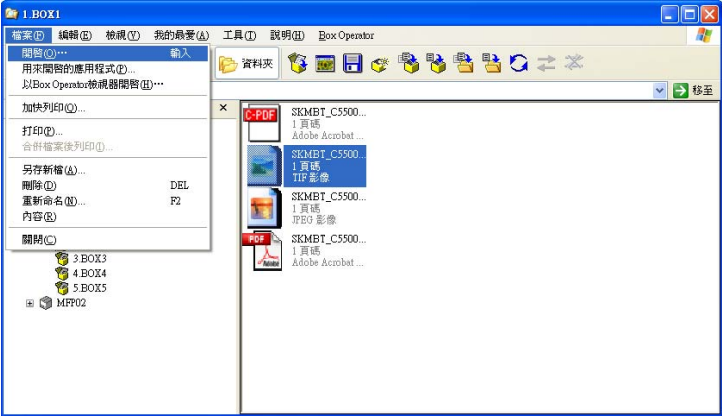 1.BOX1
檔案(F) 編輯(E) 檢視(V) 我的最愛(A) 工具(T) 說明(H) Box Operator
開啓(O)… 輸入
用來開啓的應用程式(P)...
以Box Operator檢視器開啓(H)…
加快列印(Q)...
打印(P)...
合併檔案後列印(I)...
另存新檔(A)...
刪除(D) DEL
重新命名(N)... F2
內容(R)
關閉(C)
資料夾
移至
3.BOX3
4.BOX4
5.BOX5
MFP02
C-PDF
SKMBT_C5500...
1 頁碼
Adobe Acrobat ...
SKMBT_C5500...
1 頁碼
TIF 影像
SKMBT_C5500...
1 頁碼
JPEG 影像
PDF
Adobe
SKMBT_C5500...
1 頁碼
Adobe Acrobat ...